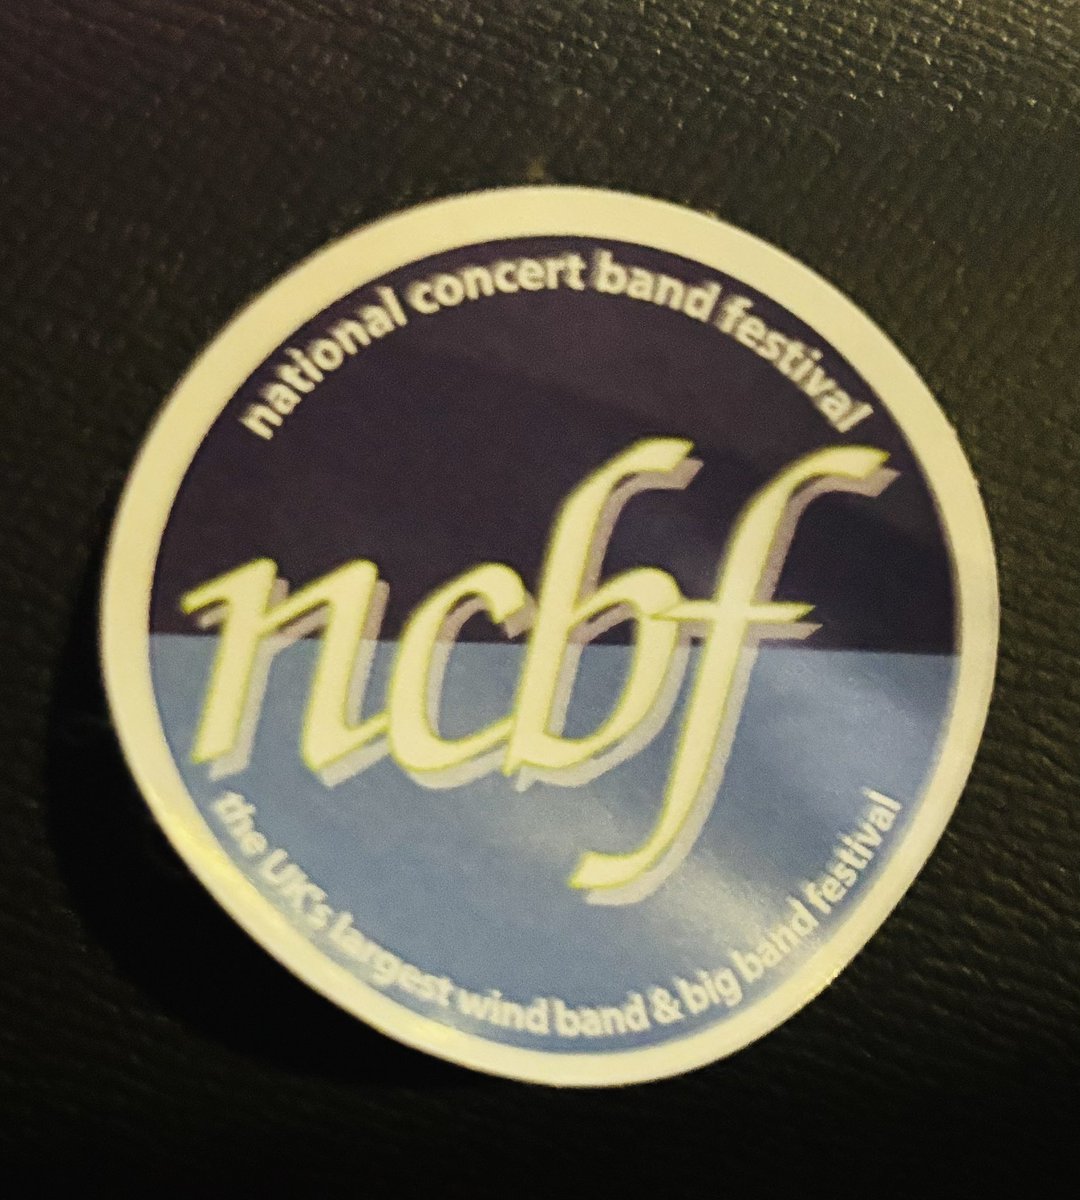 national concert band festival
ncbf
the UK's largest wind band & big band festival